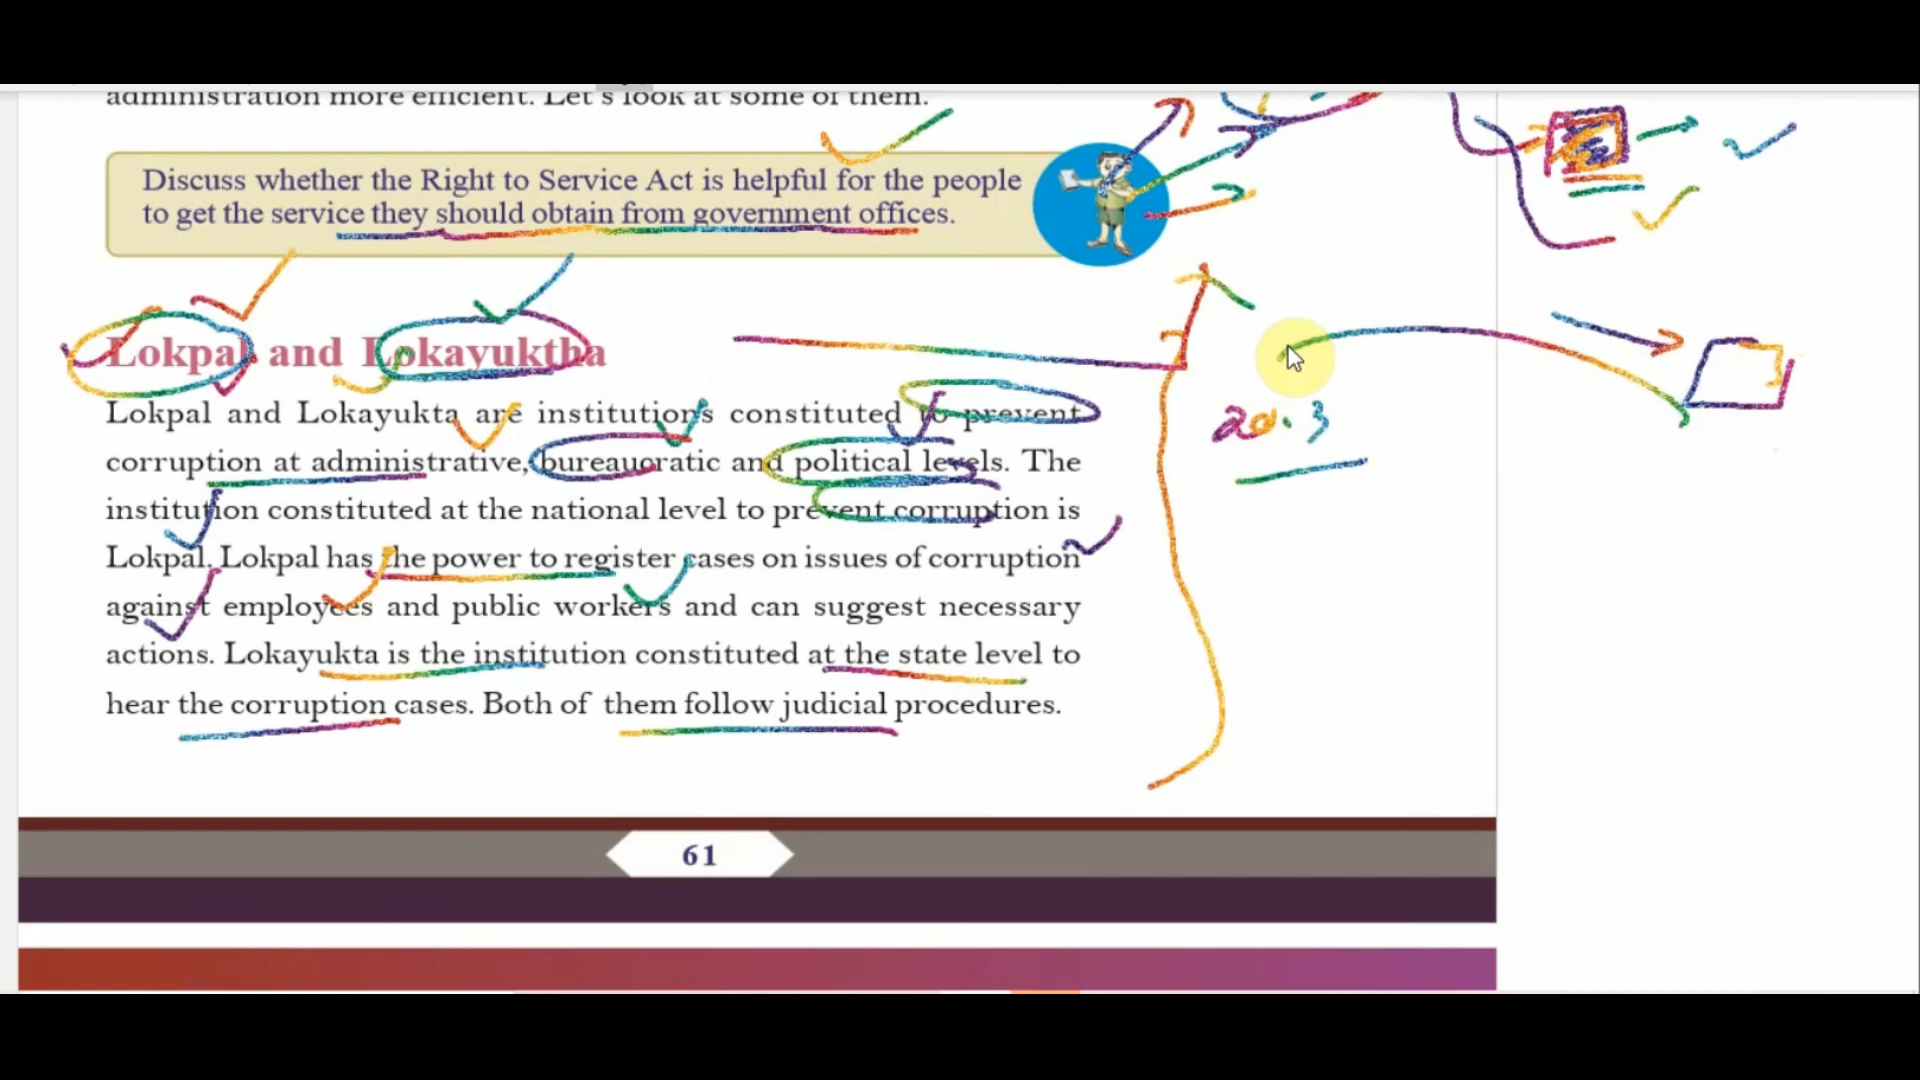 administration more efficient. Let's look at some of them.
Discuss whether the Right to Service Act is helpful for the people
to get the service they should obtain from government offices.
Lokpal and Lokayuktha
Lokpal and Lokayukta are institutions constituted to prevent
corruption at administrative, bureaucratic and political levels. The
institution constituted at the national level to prevent corruption is
Lokpal. Lokpal has the power to register cases on issues of corruption
against employees and public workers and can suggest necessary
actions. Lokayukta is the institution constituted at the state level to
hear the corruption cases. Both of them follow judicial procedures.
61